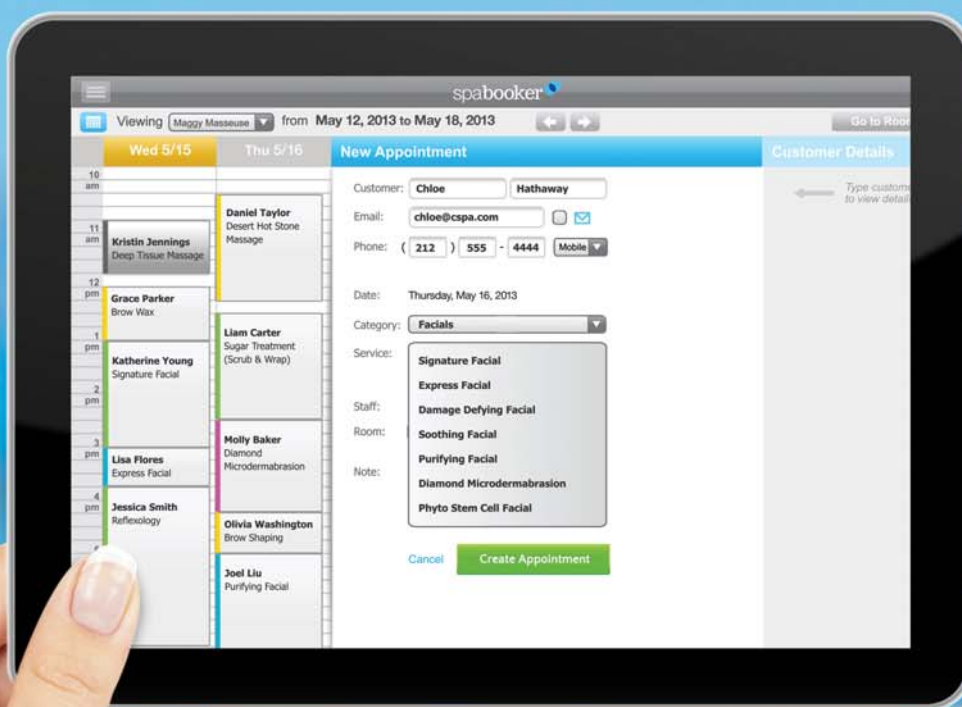 spabooker
Viewing Maggy Masseuse from May 12, 2013 to May 18, 2013
Go to Roo
Wed 5/15
Thu 5/16
New Appointment
Customer Details
10
am
11
am
12
pm
1
pm
2
pm
3
pm
4
pm
Kristin Jennings
Deep Tissue Massage
Grace Parker
Brow Wax
Katherine Young
Signature Facial
Lisa Flores
Express Facial
Jessica Smith
Reflexology
Daniel Taylor
Desert Hot Stone
Massage
Liam Carter
Sugar Treatment
(Scrub & Wrap)
Molly Baker
Diamond
Microdermabrasion
Olivia Washington
Brow Shaping
Joel Liu
Purifying Facial
Customer: Chloe Hathaway
Email: chloe@cspa.com
Phone: ( 212 ) 555 - 4444 Mobile
Date: Thursday, May 16, 2013
Category: Facials
Service:
Signature Facial
Express Facial
Damage Defying Facial
Soothing Facial
Purifying Facial
Diamond Microdermabrasion
Phyto Stem Cell Facial
Staff:
Room:
Note:
Cancel
Create Appointment
Type custome
to view detail